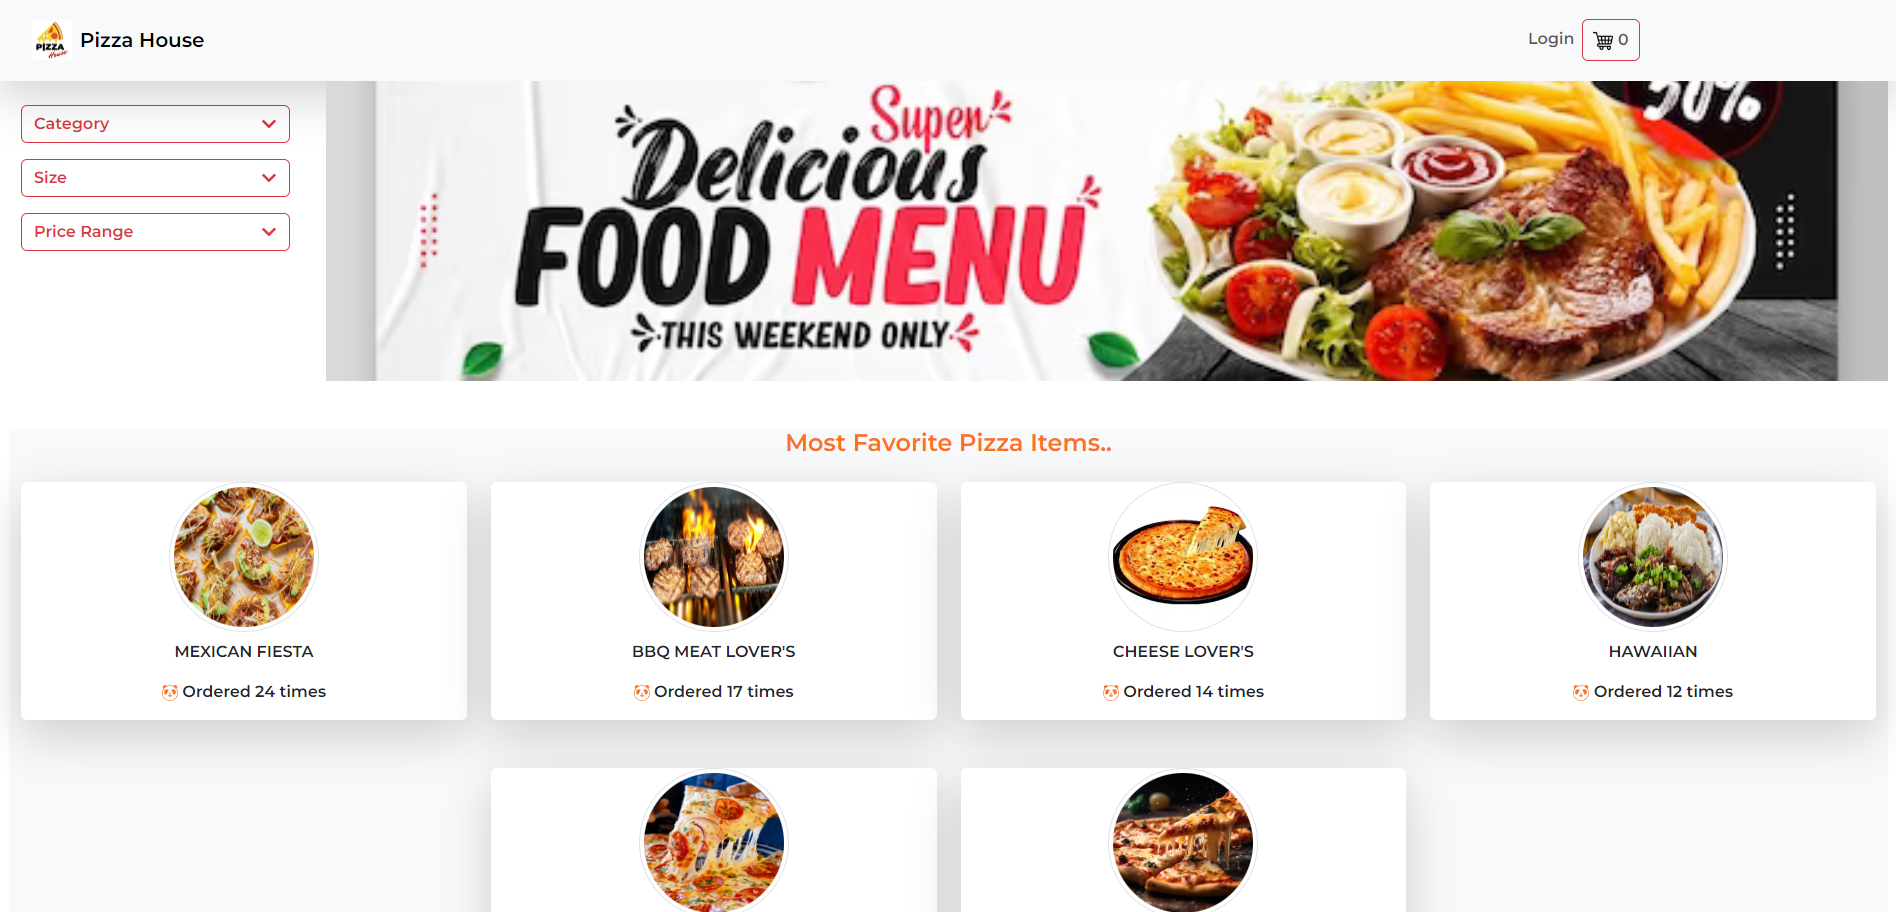 PIZZA
House
Pizza House
Login
0
Category
Size
Price Range
Super
Delicious
FOOD MENU
THIS WEEKEND ONLY
50%
Most Favorite Pizza Items..
MEXICAN FIESTA
Ordered 24 times
BBQ MEAT LOVER'S
Ordered 17 times
CHEESE LOVER'S
Ordered 14 times
HAWAIIAN
Ordered 12 times